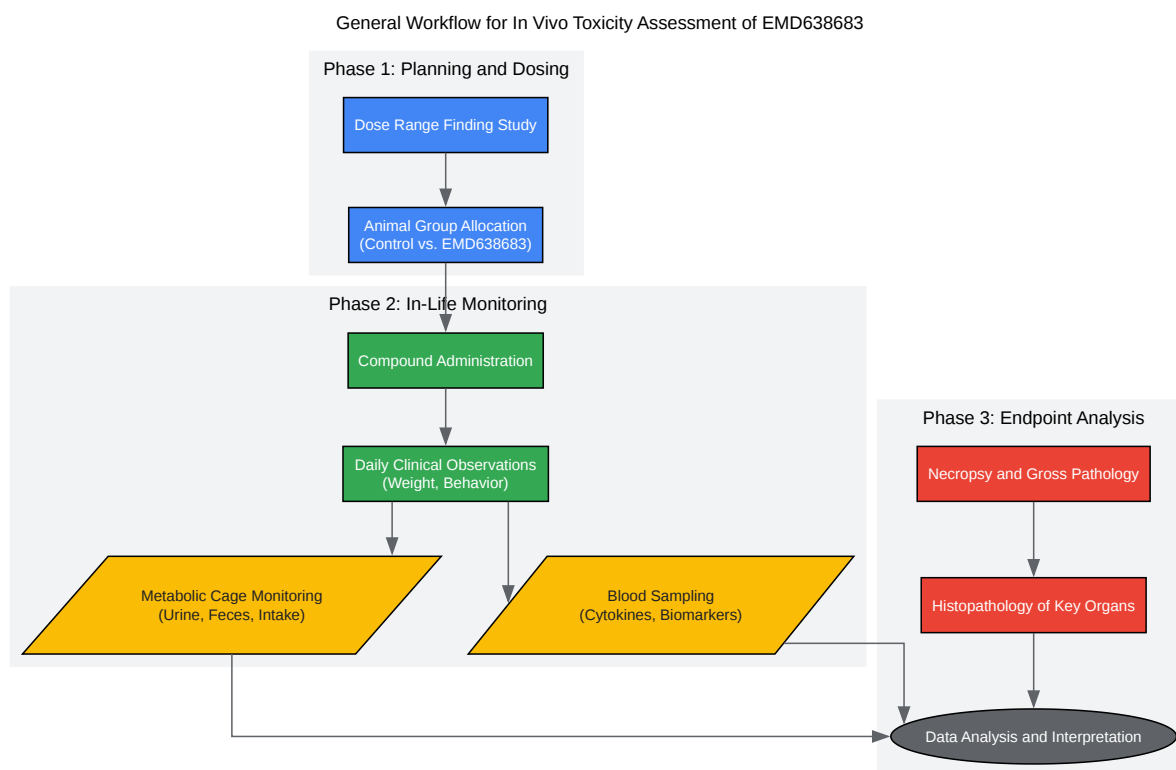 General Workflow for In Vivo Toxicity Assessment of EMD638683
Phase 1: Planning and Dosing
Dose Range Finding Study
Animal Group Allocation
(Control vs. EMD638683)
Phase 2: In-Life Monitoring
Compound Administration
Daily Clinical Observations
(Weight, Behavior)
Metabolic Cage Monitoring
(Urine, Feces, Intake)
Blood Sampling
(Cytokines, Biomarkers)
Phase 3: Endpoint Analysis
Necropsy and Gross Pathology
Histopathology of Key Organs
Data Analysis and Interpretation